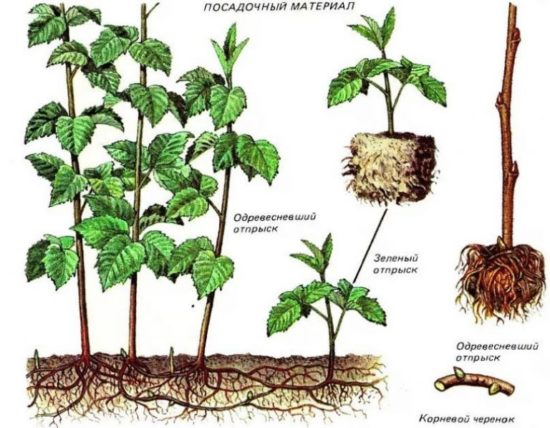 ПОСАДОЧНЫЙ МАТЕРИАЛ
Одревесневший
отпрыск
Зеленый
отпрыск
Одревесневший
отпрыск
Корневой черенок